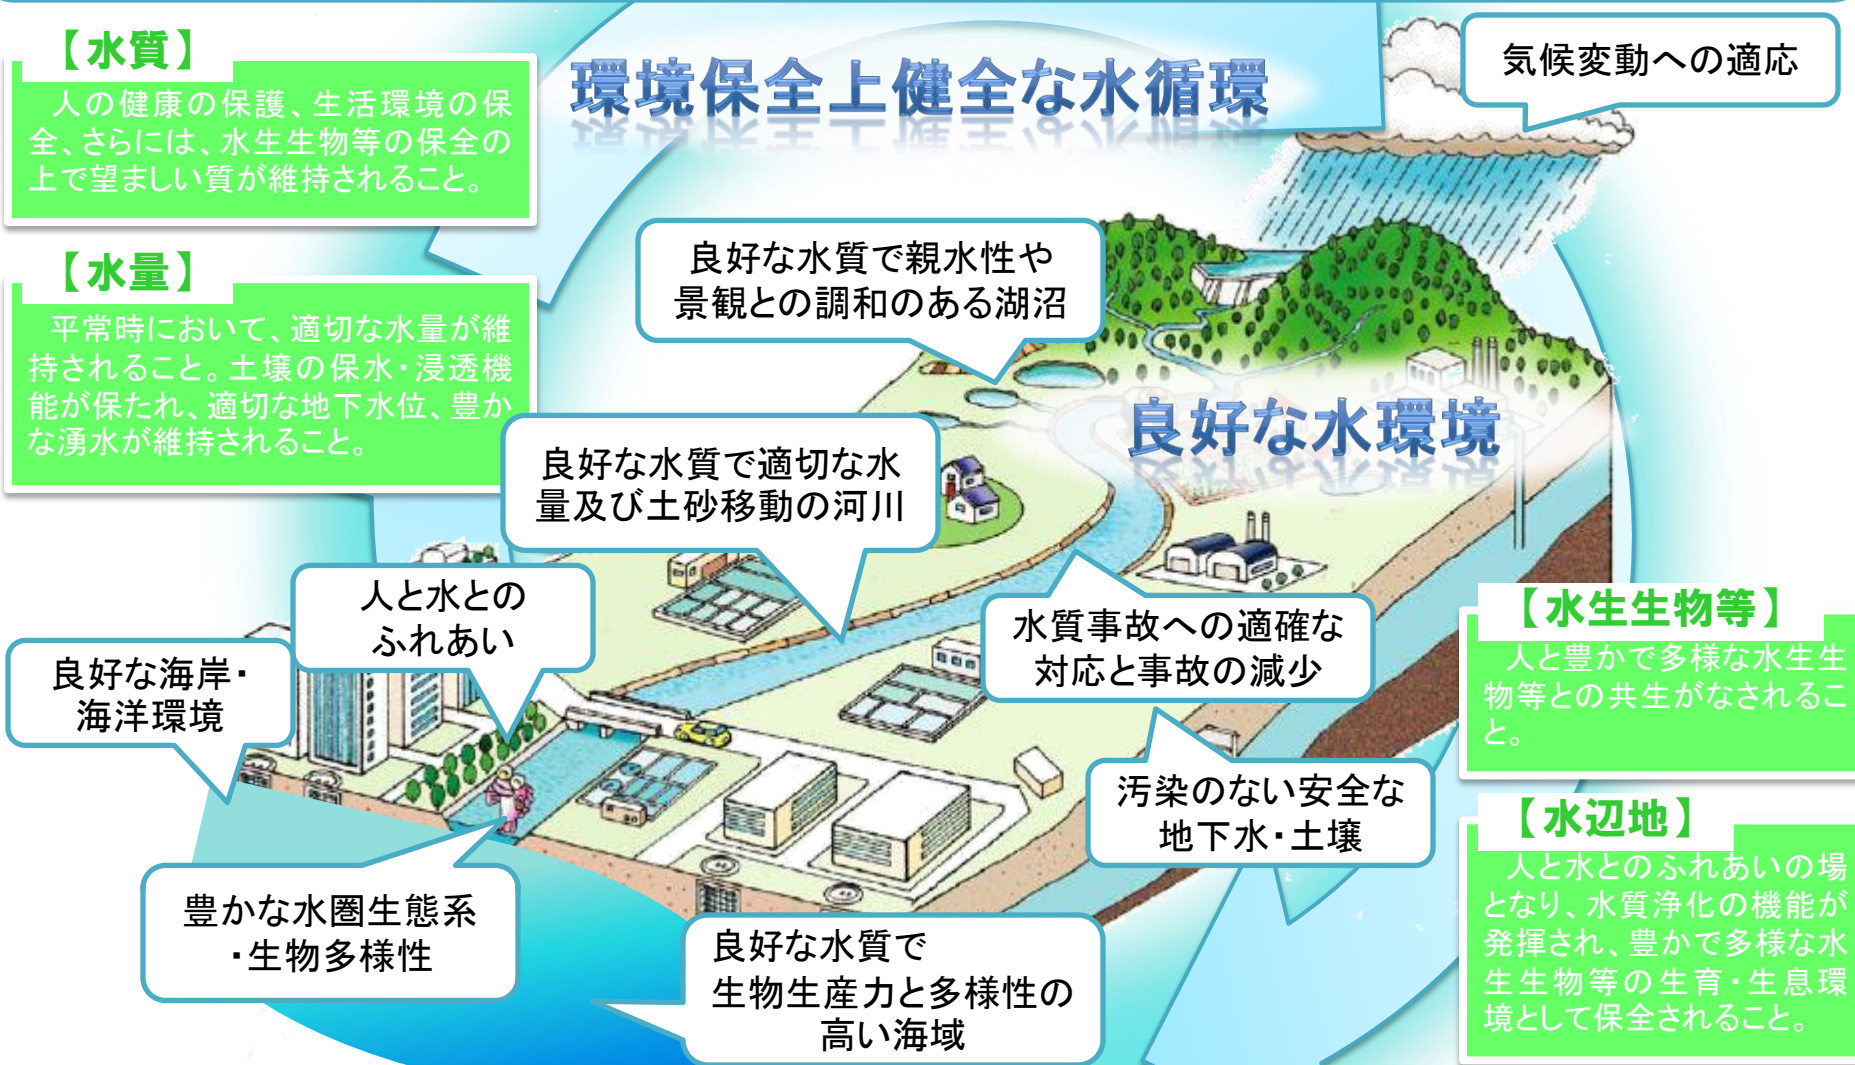 【水質】
人の健康の保護、生活環境の保
全、さらには、水生生物等の保全の
上で望ましい質が維持されること。
環境保全上健全な水循環
気候変動への適応
【水量】
平常時において、適切な水量が維
持されること。土壌の保水・浸透機
能が保たれ、適切な地下水位、豊か
な湧水が維持されること。
良好な水質で親水性や
景観との調和のある湖沼
良好な水環境
良好な水質で適切な水
量及び土砂移動の河川
人と水との
ふれあい
良好な海岸・
海洋環境
水質事故への適確な
対応と事故の減少
汚染のない安全な
地下水・土壌
豊かな水圏生態系
・生物多様性
良好な水質で
生物生産力と多様性の
高い海域
【水生生物等】
人と豊かで多様な水生生
物等との共生がなされるこ
と。
【水辺地】
人と水とのふれあいの場
となり、水質浄化の機能が
発揮され、豊かで多様な水
生生物等の生育・生息環
境として保全されること。